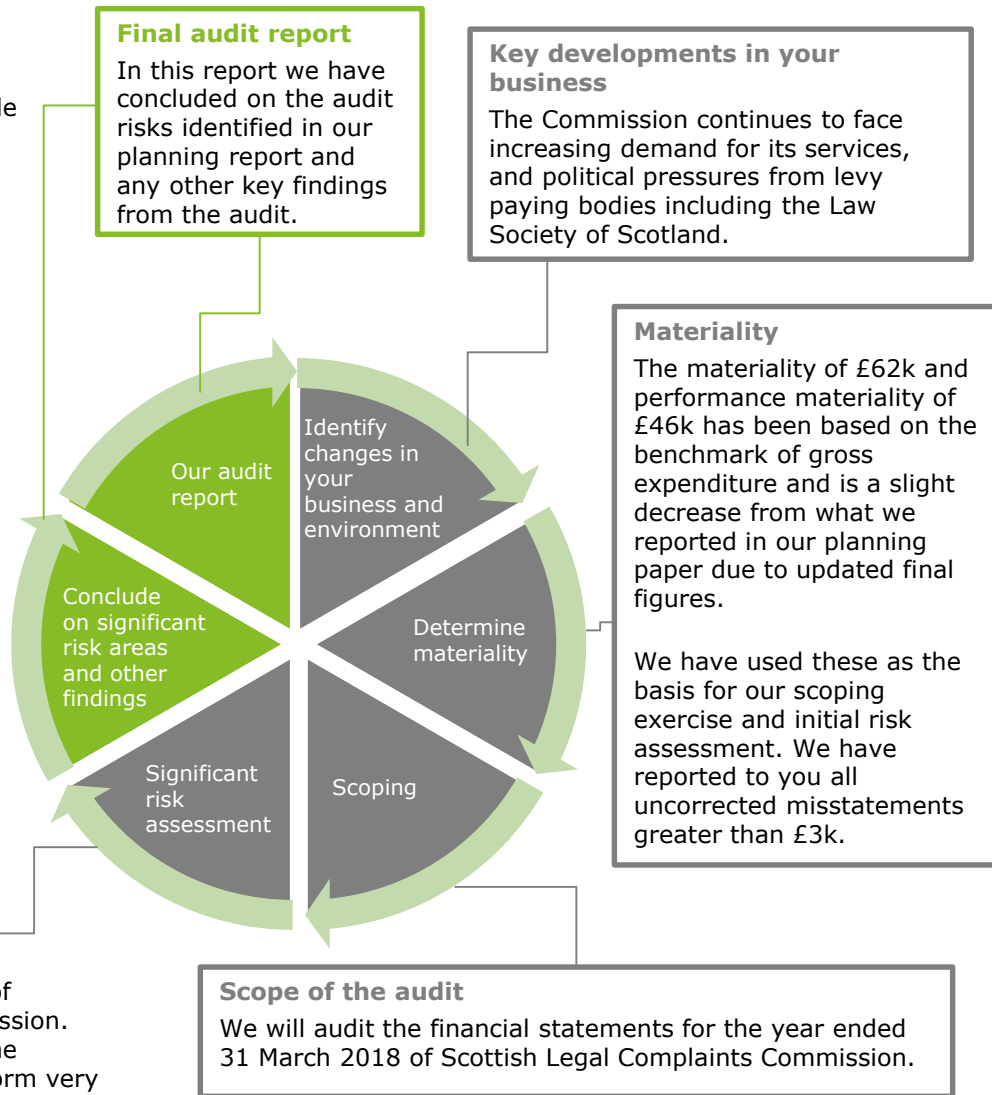 Final audit report
In this report we have
concluded on the audit
risks identified in our
planning report and
any other key findings
from the audit.
Key developments in your
business
The Commission continues to face
increasing demand for its services,
and political pressures from levy
paying bodies including the Law
Society of Scotland.
Materiality
The materiality of £62k and
performance materiality of
£46k has been based on the
benchmark of gross
expenditure and is a slight
decrease from what we
reported in our planning
paper due to updated final
figures.
We have used these as the
basis for our scoping
exercise and initial risk
assessment. We have
reported to you all
uncorrected misstatements
greater than £3k.
Our audit
report
Identify
changes in
your
business and
environment
Conclude
on significant
risk areas
and other
findings
Determine
materiality
Significant
risk
assessment
Scoping
Scope of the audit
We will audit the financial statements for the year ended
31 March 2018 of Scottish Legal Complaints Commission.
very